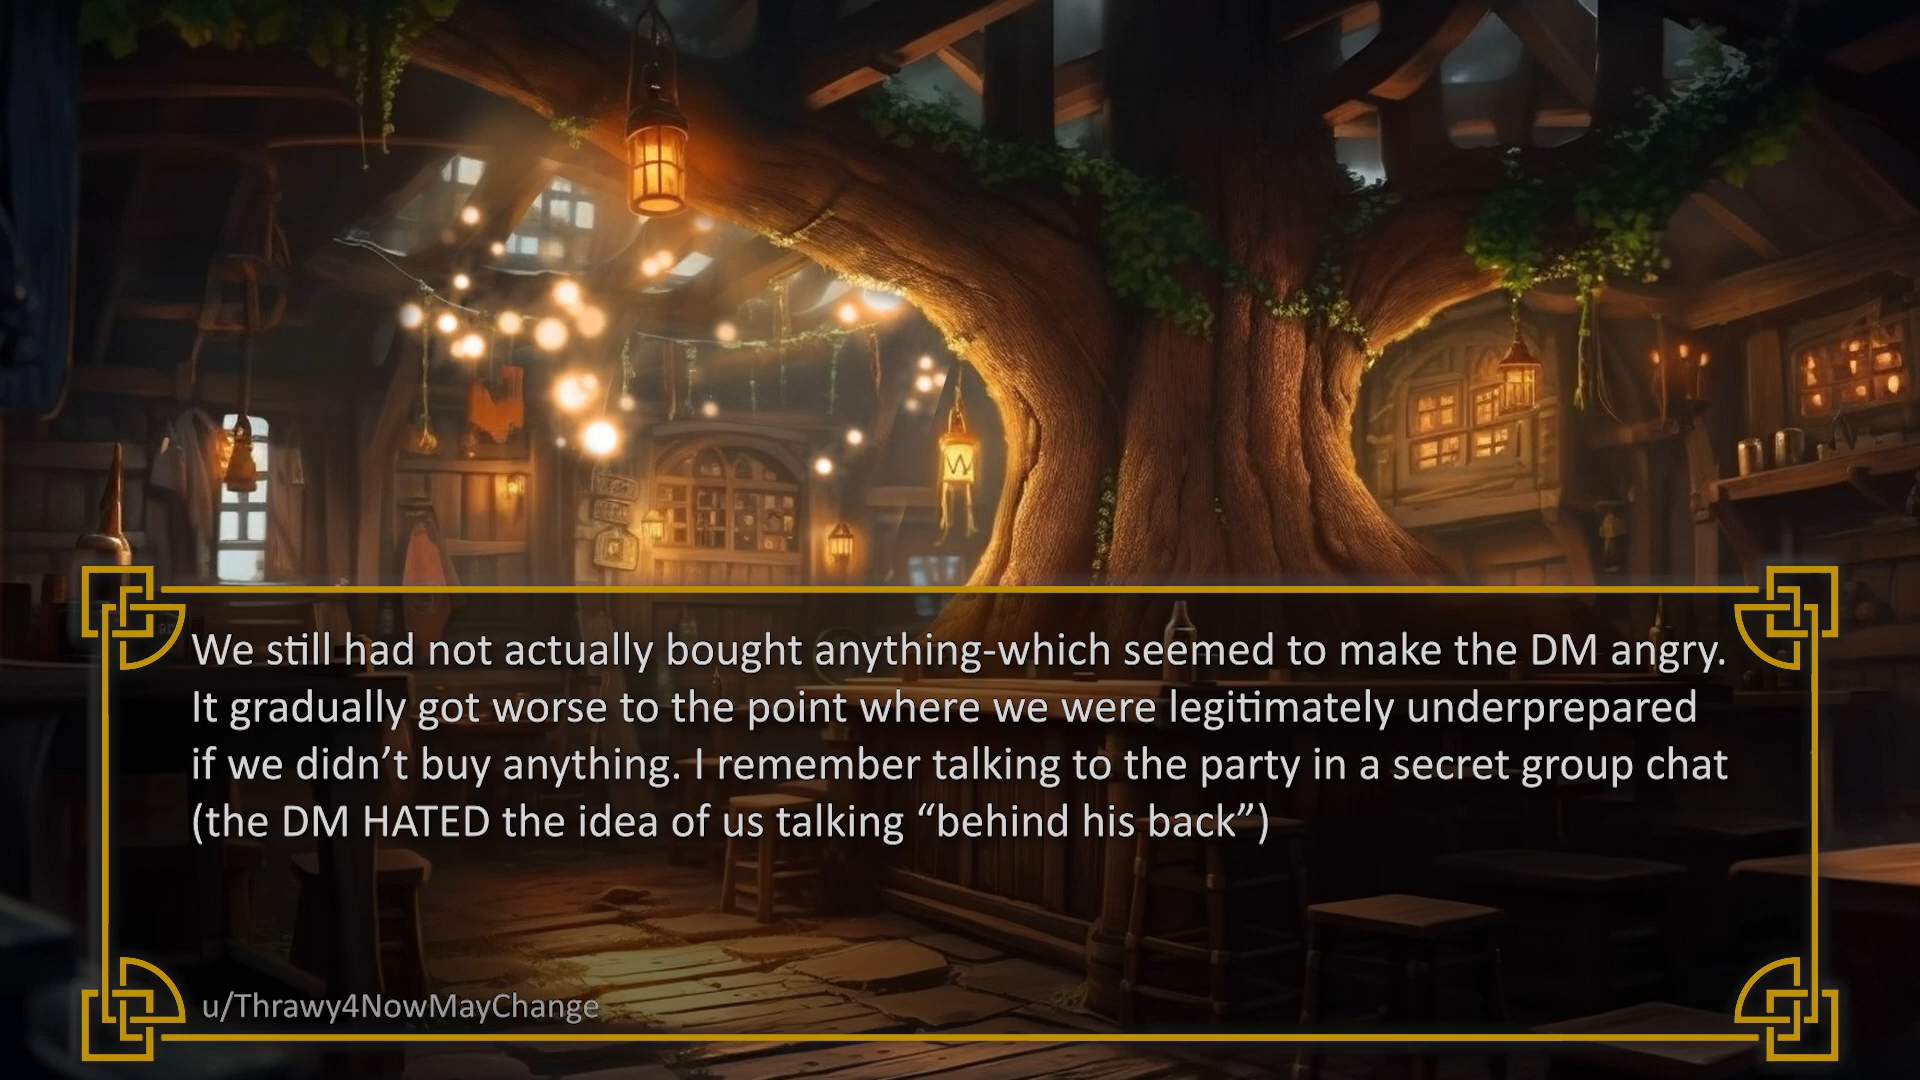 W
We still had not actually bought anything-which seemed to make the DM angry.
It gradually got worse to the point where we were legitimately underprepared
if we didn’t buy anything. I remember talking to the party in a secret group chat
(the DM HATED the idea of us talking “behind his back”)
u/Thrawy4NowMayChange